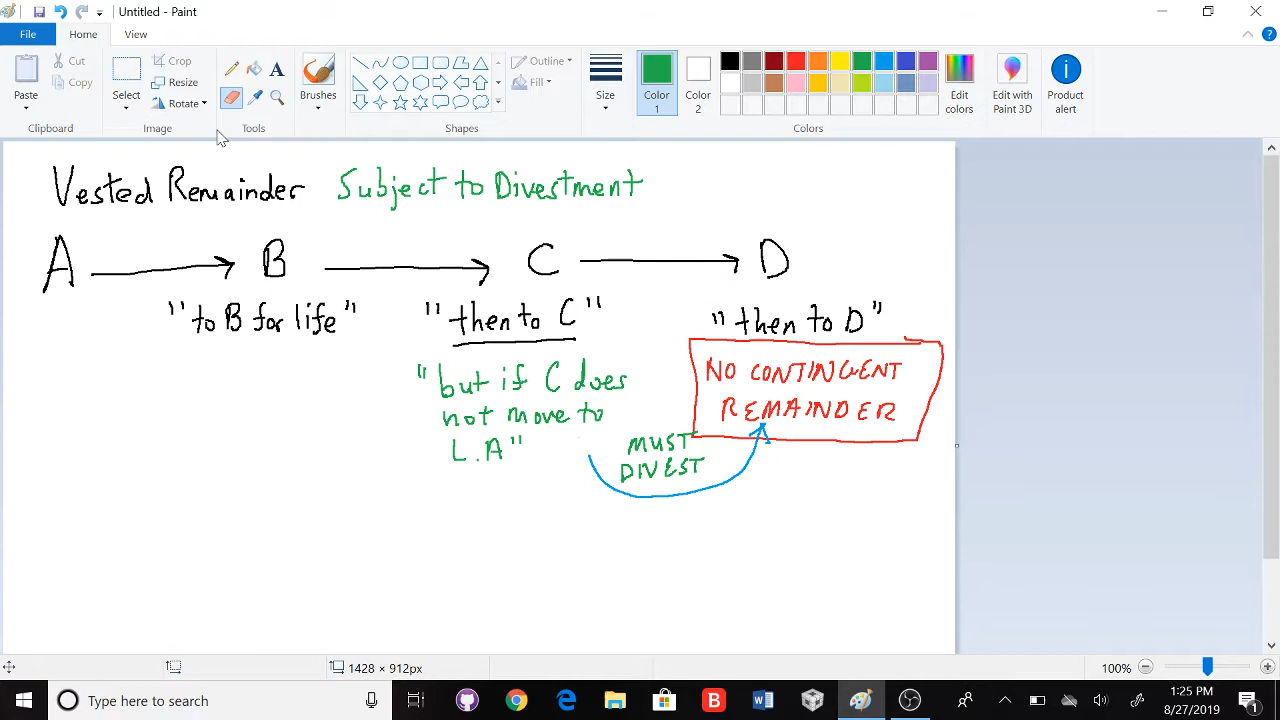 Untitled - Paint
File Home View
Paste
Cut
Copy
Clipboard
Select
Crop
Resize
Rotate
Image
Tools
Brushes
Outline
Fill
Shapes
Size
Color 1
Color 2
Edit colors
Edit with Paint 3D
Product alert
Colors
Vested Remainder Subject to Divestment
A B C D
"to B for life" "then to C" "then to D"
"but if C does
not move to
L.A"
NO CONTINGENT
REMAINDER
MUST
DIVEST
1428 × 912px
100%
Type here to search
1:25 PM
8/27/2019